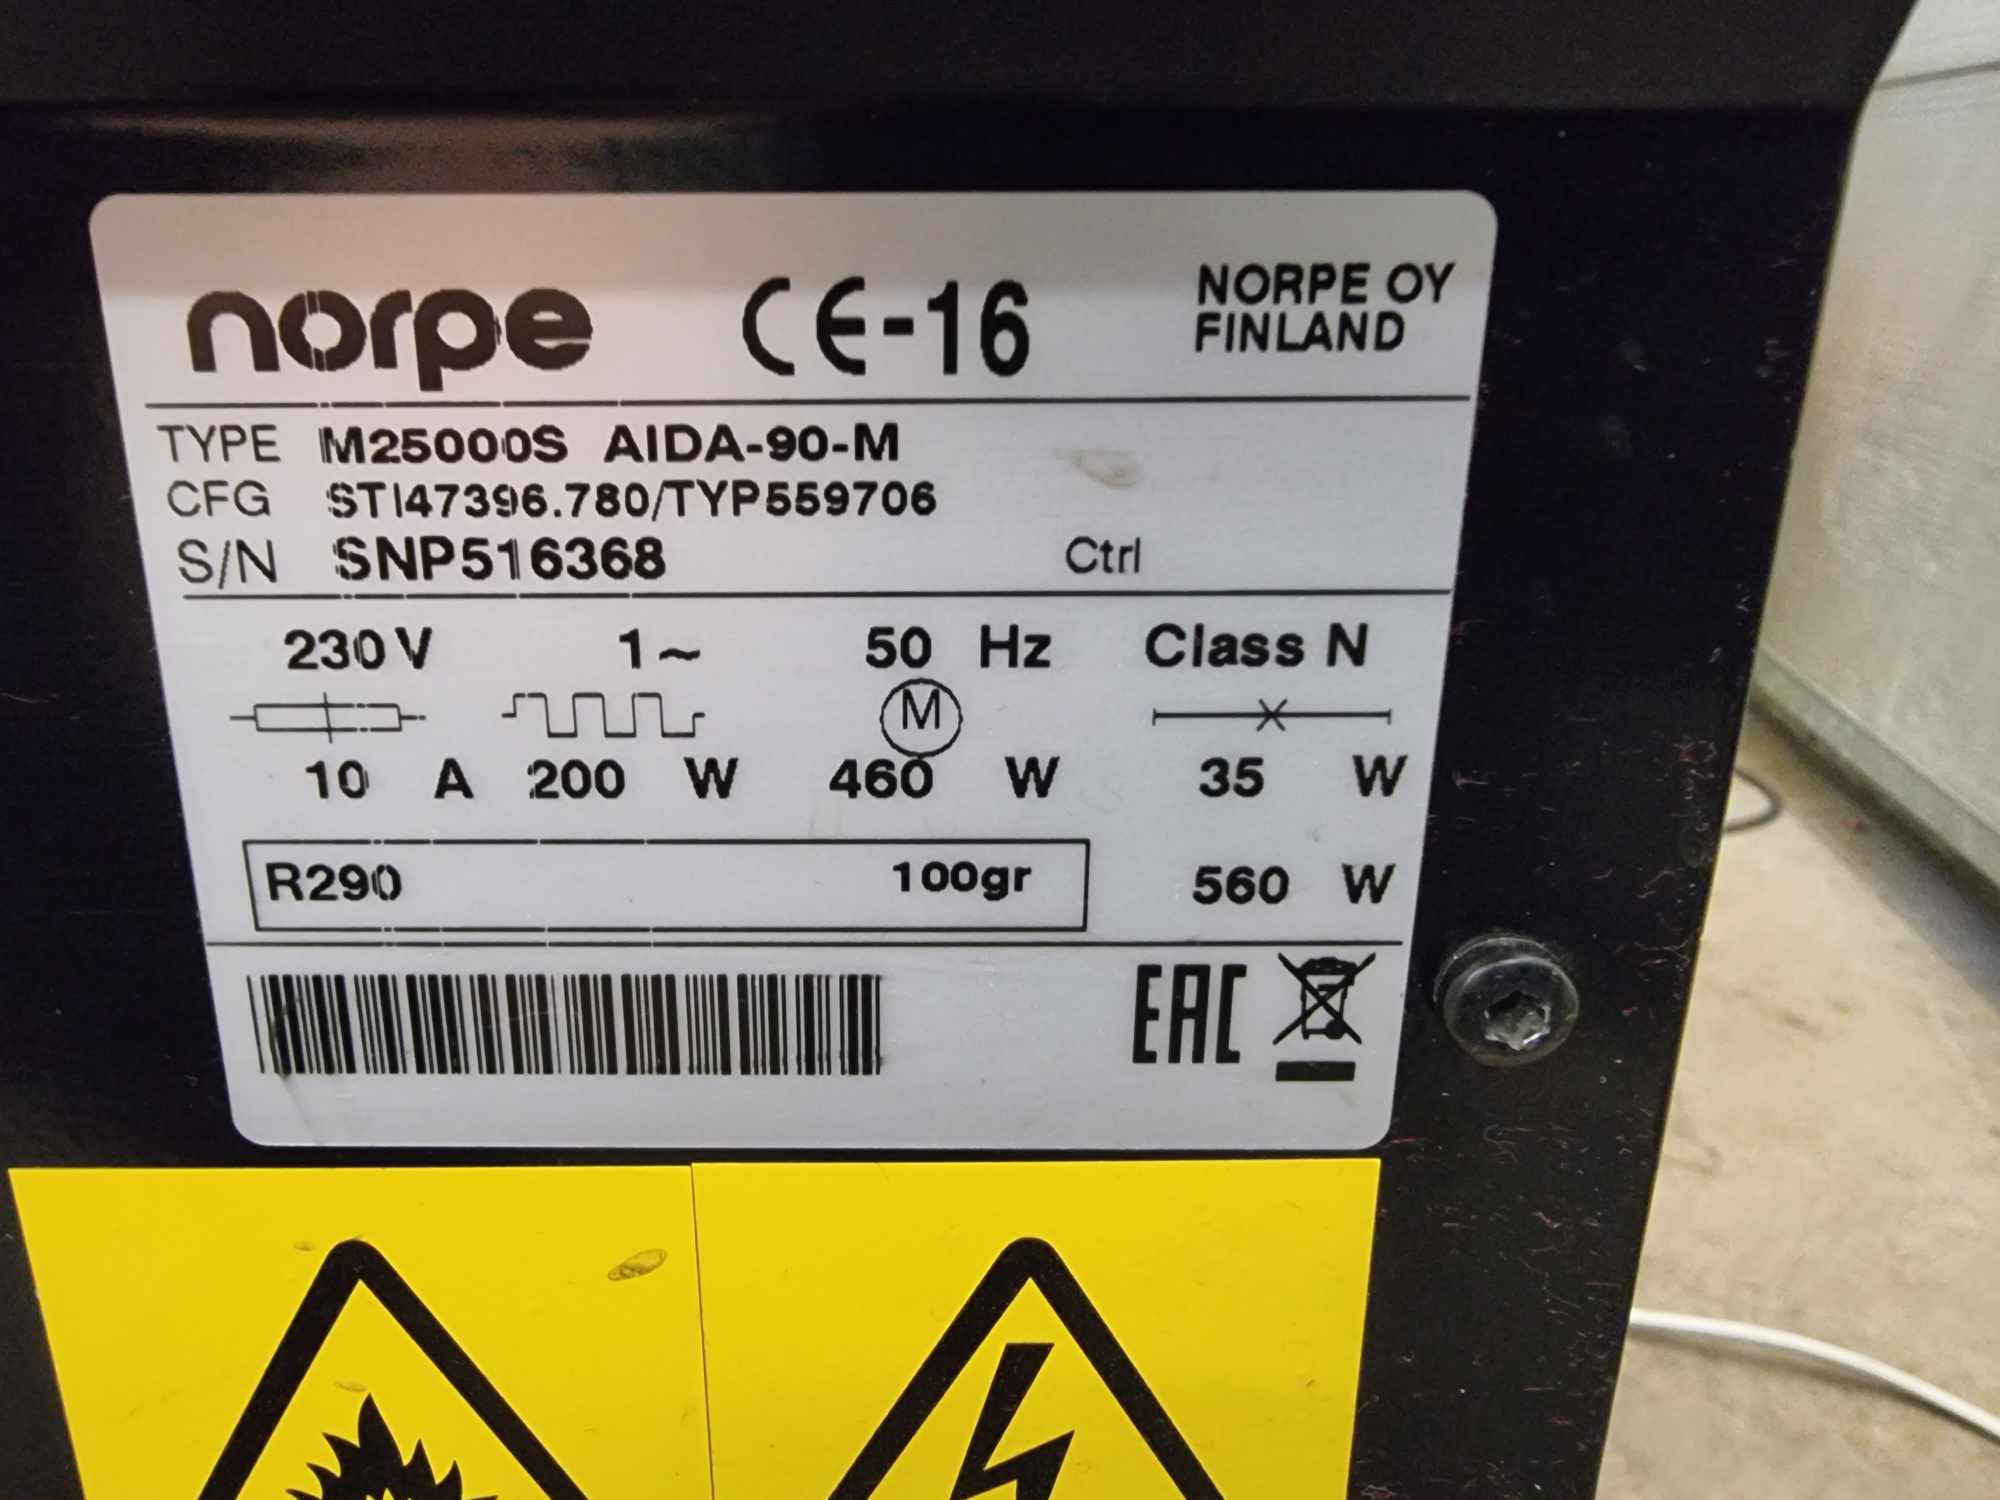 norpe CE-16 NORPE OY
FINLAND
TYPE M25000S AIDA-90-M
CFG STI47396.780/TYP559706
S/N SNP516368 Ctrl
230 V 1~ 50 Hz Class N
M
10 A 200 W 460 W 35 W
R290 100gr 560 W
EAC